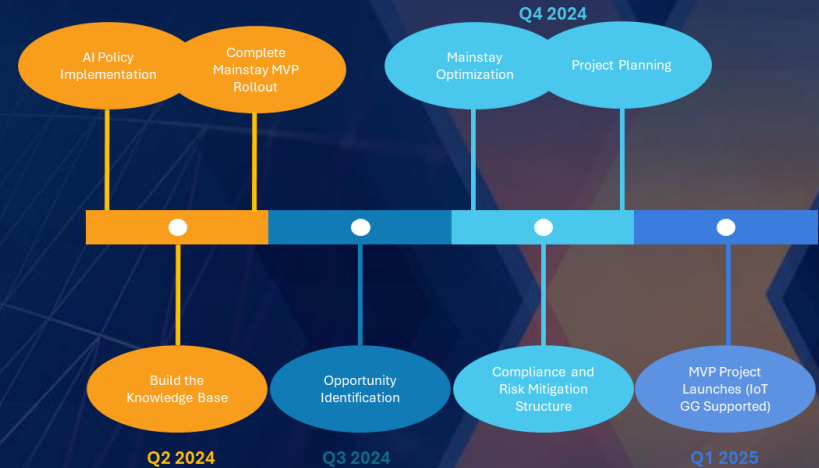 Q4 2024
AI Policy
Implementation
Complete
Mainstay MVP
Rollout
Mainstay
Optimization
Project Planning
Build the
Knowledge Base
Opportunity
Identification
Compliance and
Risk Mitigation
Structure
MVP Project
Launches (IoT
GG Supported)
Q2 2024
Q3 2024
Q1 2025